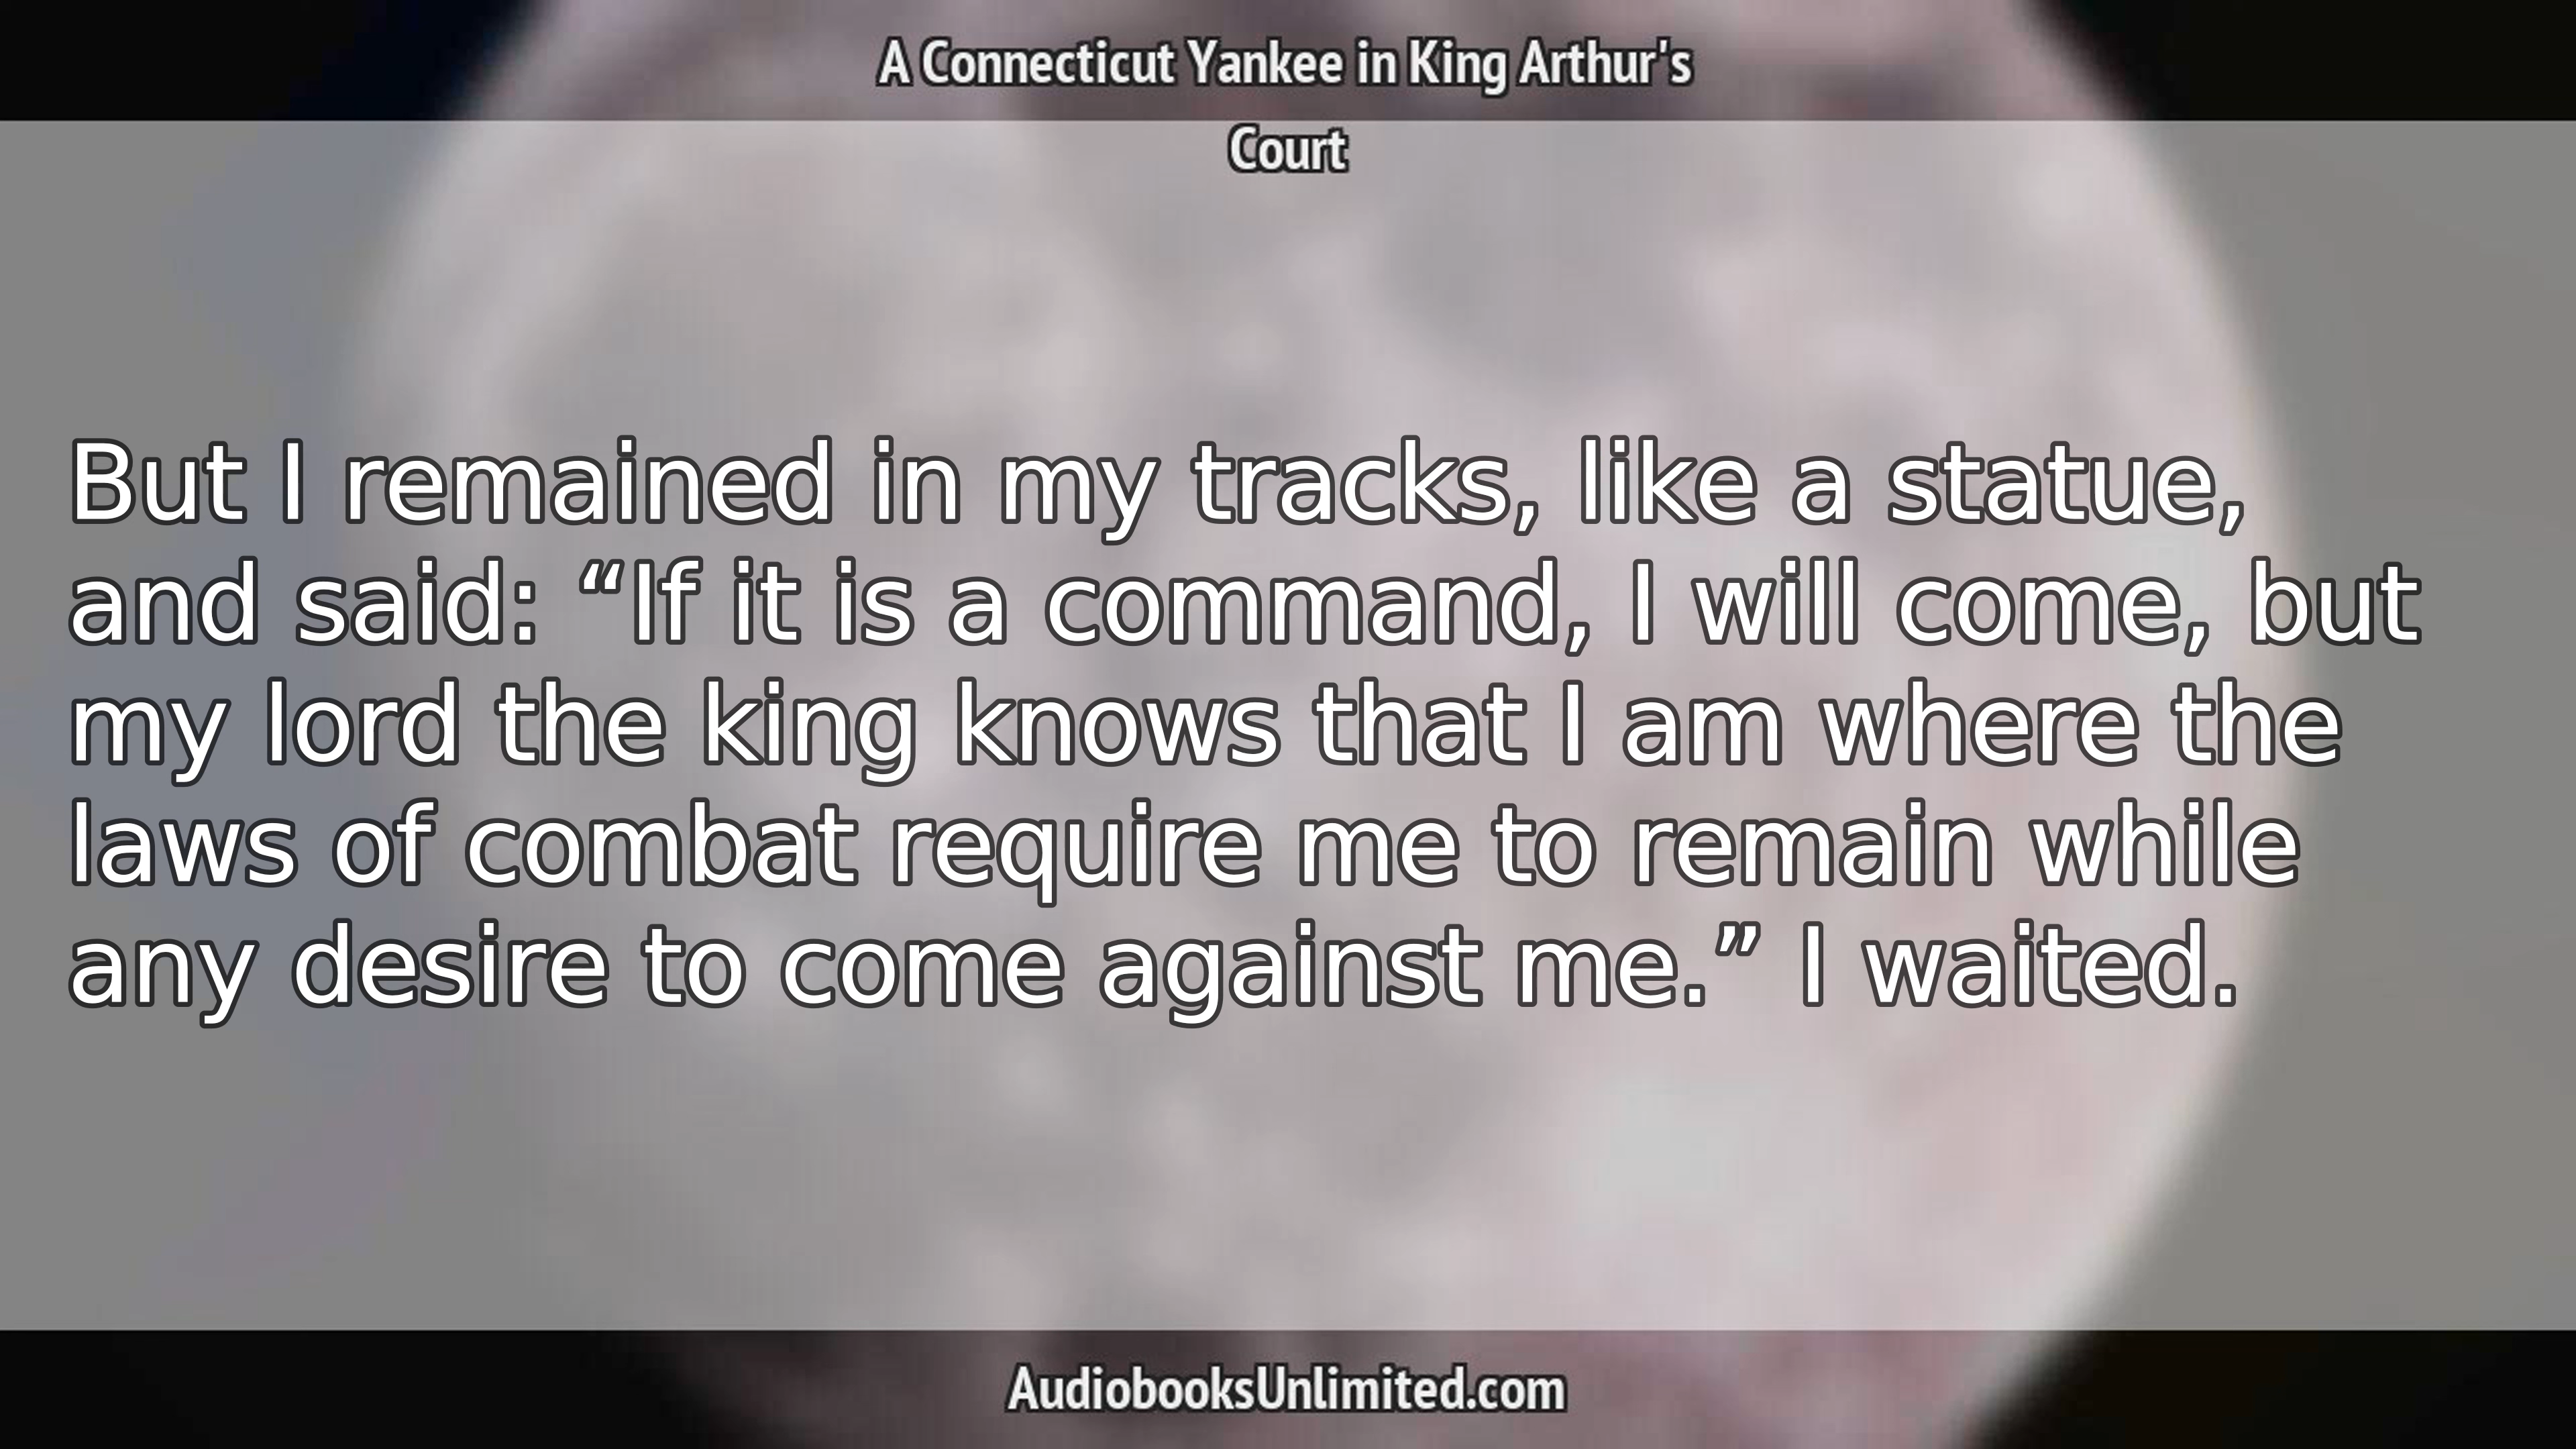 A Connecticut Yankee in King Arthur's
Court
But I remained in my tracks, like a statue,
and said: “If it is a command, I will come, but
my lord the king knows that I am where the
laws of combat require me to remain while
any desire to come against me.” I waited.
AudiobooksUnlimited.com